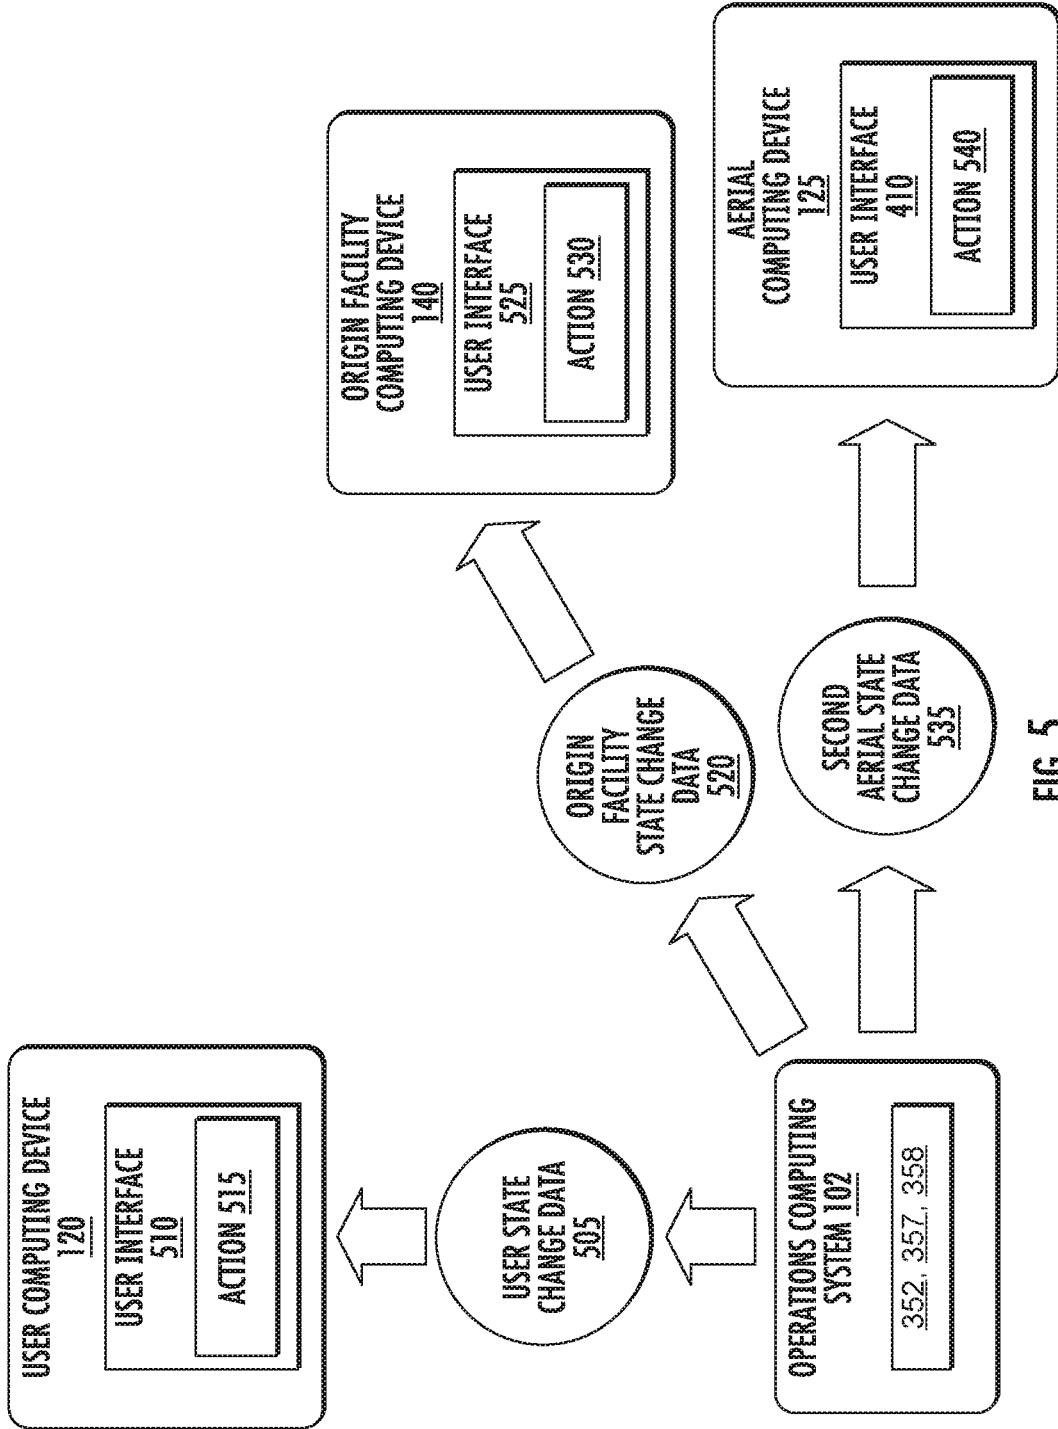 USER COMPUTING DEVICE
120
USER INTERFACE
510
ACTION 515
USER STATE
CHANGE DATA
505
OPERATIONS COMPUTING
SYSTEM 102
352, 357, 358
ORIGIN
FACILITY
STATE CHANGE
DATA
520
ORIGIN FACILITY
COMPUTING DEVICE
140
USER INTERFACE
525
ACTION 530
SECOND
AERIAL STATE
CHANGE DATA
535
AERIAL
COMPUTING DEVICE
125
USER INTERFACE
410
ACTION 540
FIG. 5